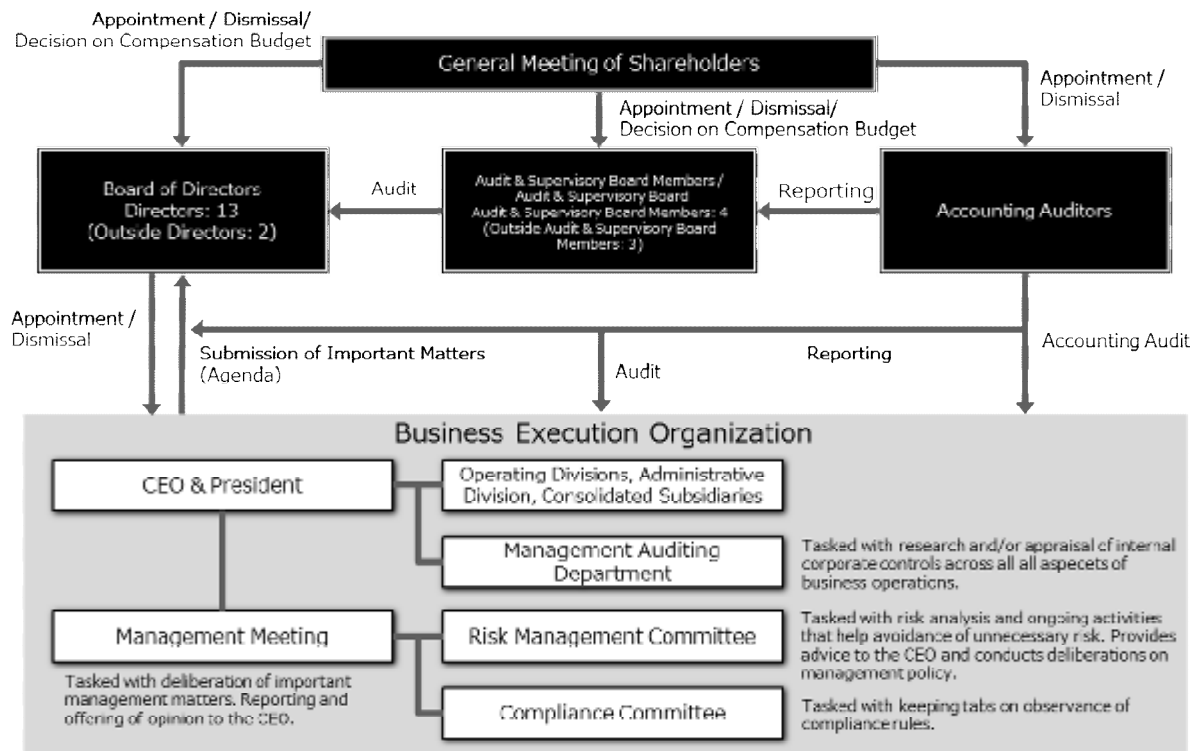 Appointment / Dismissal/
Decision on Compensation Budget
General Meeting of Shareholders
Appointment / Dismissal/
Decision on Compensation Budget
Appointment /
Dismissal
Board of Directors
Directors: 13
(Outside Directors: 2)
Audit
Audit & Supervisory Board Members /
Audit & Supervisory Board
Audit & Supervisory Board Members: 4
(Outside Audit & Supervisory Board
Members: 3)
Reporting
Accounting Auditors
Appointment /
Dismissal
Submission of Important Matters
(Agenda)
Audit
Reporting
Accounting Audit
Business Execution Organization
CEO & President
Operating Divisions, Administrative
Division, Consolidated Subsidiaries
Management Auditing
Department
Tasked with research and/or appraisal of internal
corporate controls across all all aspecets of
business operations.
Management Meeting
Tasked with deliberation of important
management matters. Reporting and
offering of opinion to the CEO.
Risk Management Committee
Tasked with risk analysis and ongoing activities
that help avoidance of unnecessary risk. Provides
advice to the CEO and conducts deliberations on
management policy.
Compliance Committee
Tasked with keeping tabs on observance of
compliance rules.